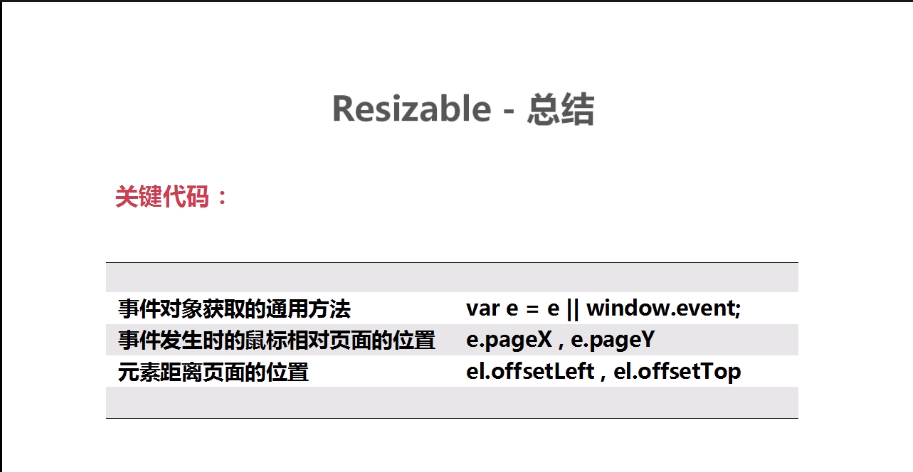 Resizable - 总结
关键代码：
事件对象获取的通用方法 var e = e || window.event;
事件发生时的鼠标相对页面的位置 e.pageX , e.pageY
元素距离页面的位置 el.offsetLeft , el.offsetTop